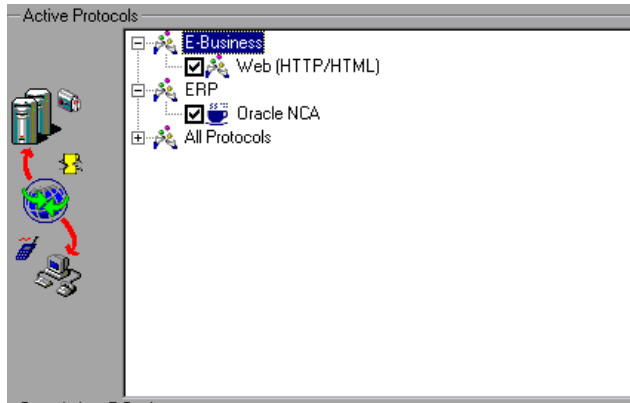 Active Protocols
E-Business
Web (HTTP/HTML)
ERP
Oracle NCA
All Protocols